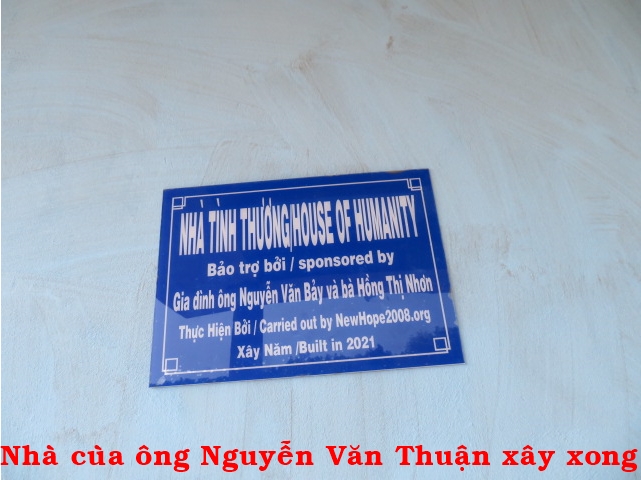 NHÀ TÌNH THƯƠNG/HOUSE OF HUMANITY
Bảo trợ bởi / sponsored by
Gia đình ông Nguyễn Văn Bảy và bà Hồng Thị Nhơn
Thực Hiện Bởi / Carried out by NewHope2008.org
Xây Năm /Built in 2021
Nhà của ông Nguyễn Văn Thuận xây xong